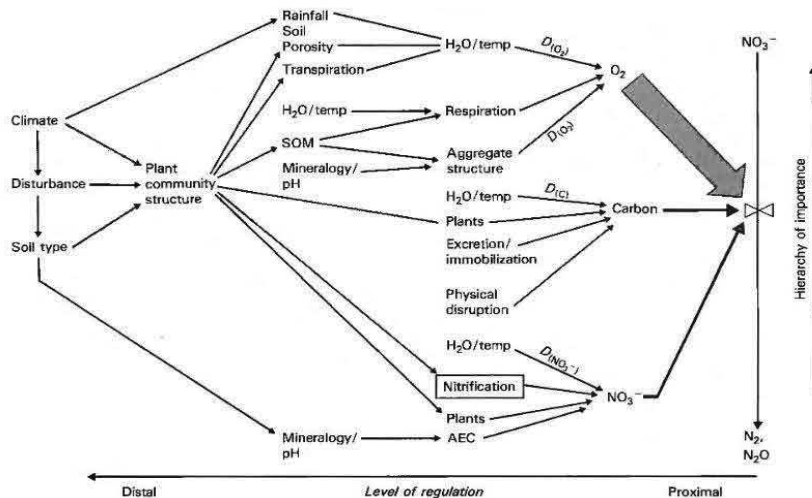 Rainfall
Soil
Porosity
Transpiration
H₂O/temp
D(O₂)
O₂
NO₃⁻
Climate
Disturbance
Soil type
Plant
community
structure
H₂O/temp
SOM
Mineralogy/
pH
Respiration
Aggregate
structure
D(O₂)
H₂O/temp
D(C)
Plants
Carbon
Excretion/
immobilization
Physical
disruption
H₂O/temp
D(NO₃⁻)
Nitrification
NO₃⁻
Plants
AEC
Mineralogy/
pH
N₂,
N₂O
Hierarchy of importance
Distal
Level of regulation
Proximal